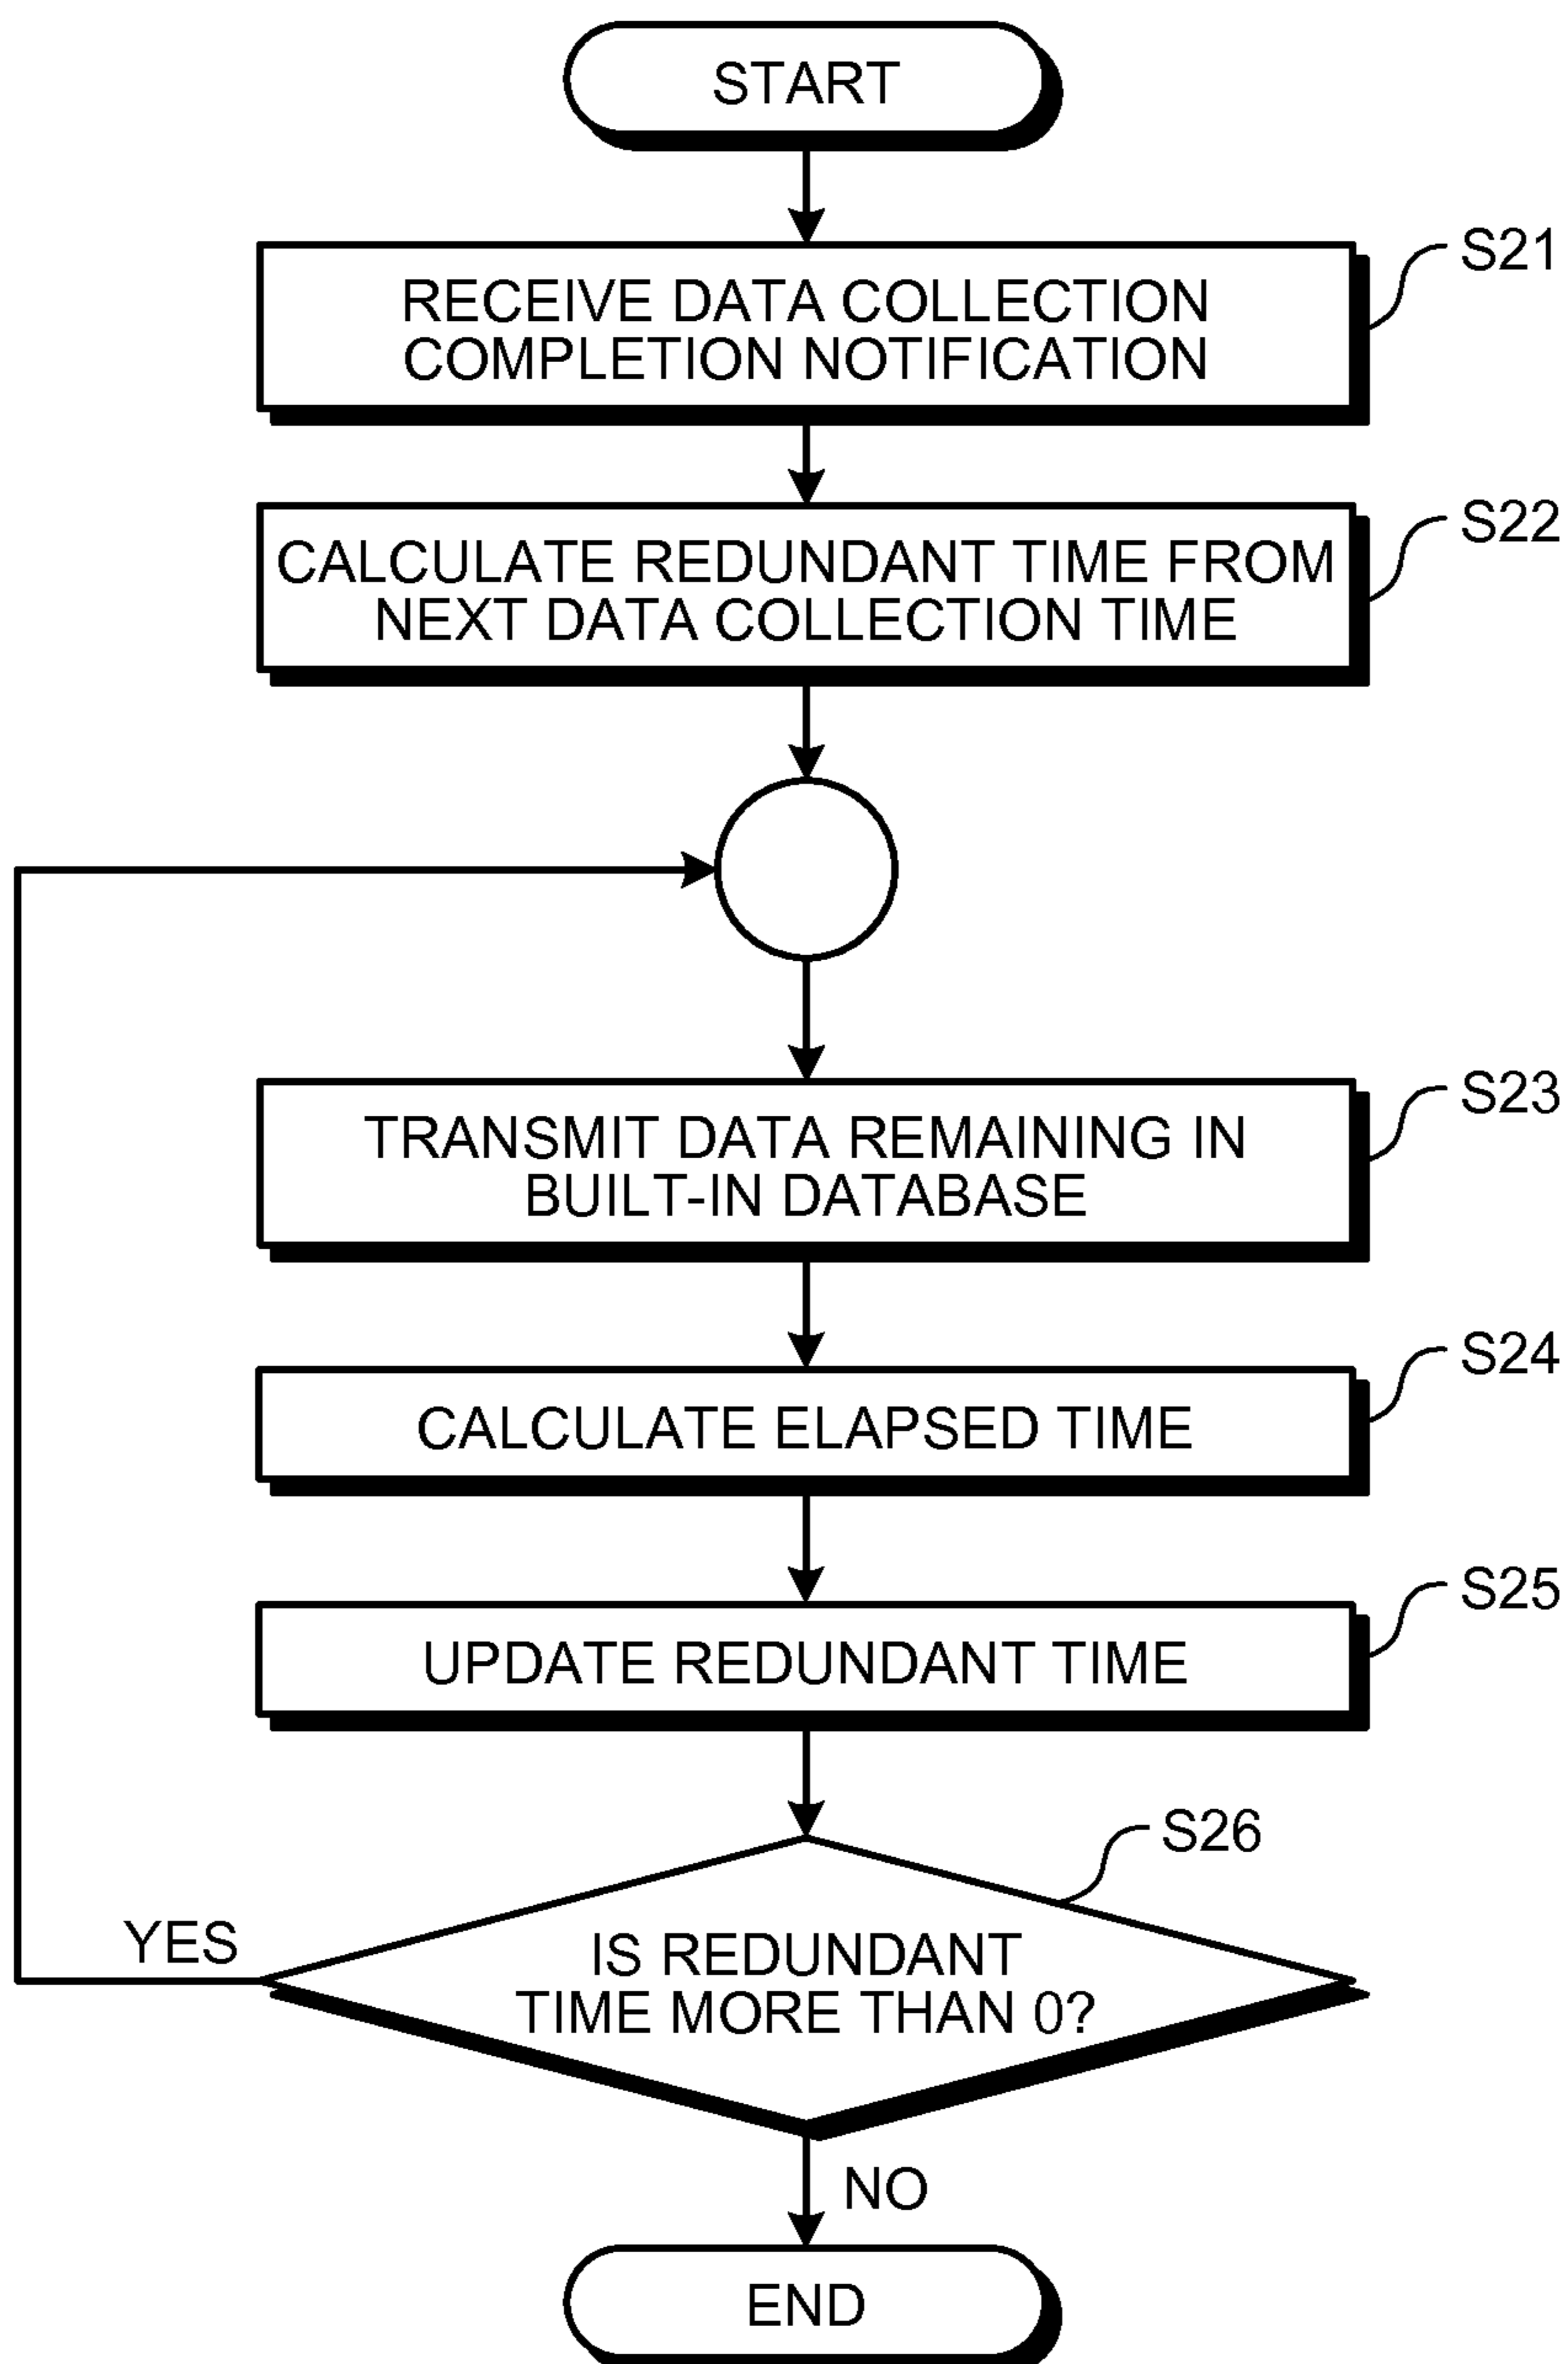 START
S21
RECEIVE DATA COLLECTION
COMPLETION NOTIFICATION
S22
CALCULATE REDUNDANT TIME FROM
NEXT DATA COLLECTION TIME
S23
TRANSMIT DATA REMAINING IN
BUILT-IN DATABASE
S24
CALCULATE ELAPSED TIME
S25
UPDATE REDUNDANT TIME
S26
YES
IS REDUNDANT
TIME MORE THAN 0?
NO
END